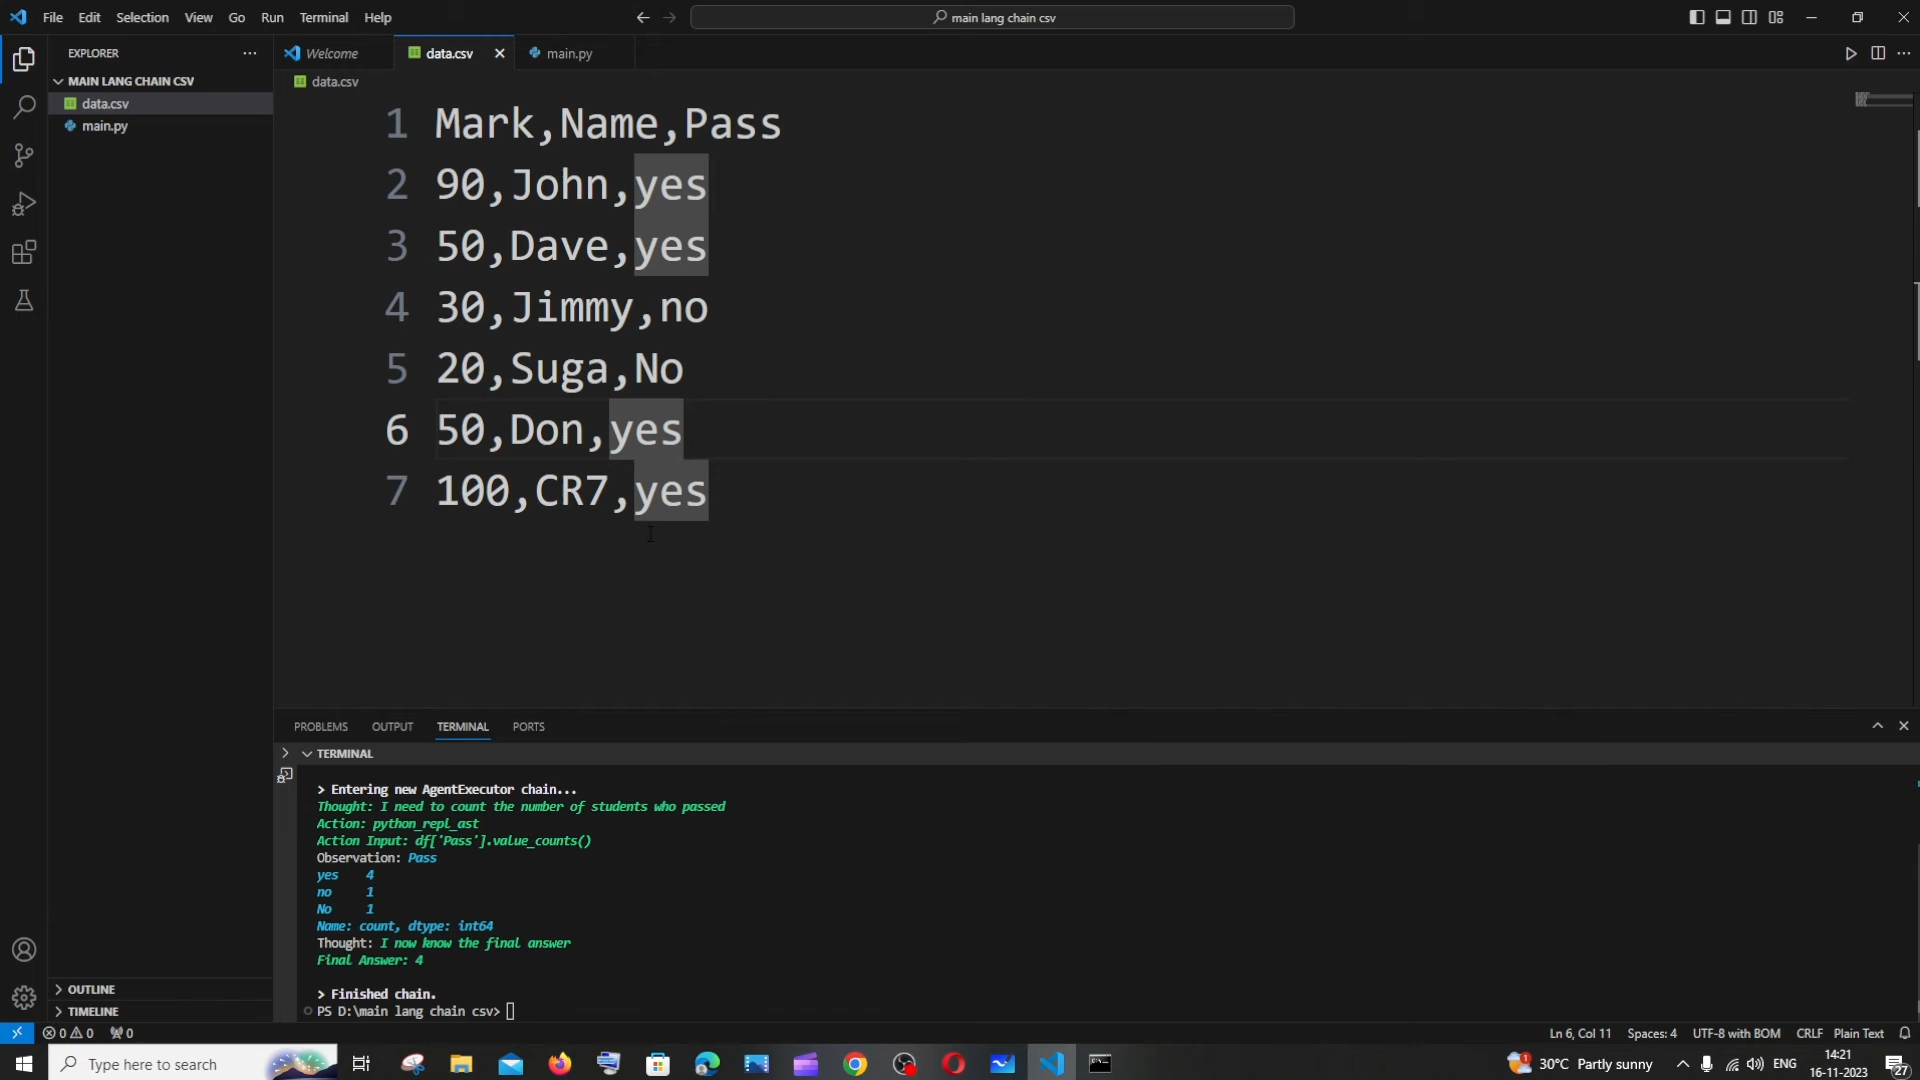 File Edit Selection View Go Run Terminal Help
main lang chain csv
EXPLORER
MAIN LANG CHAIN CSV
data.csv
main.py
Welcome
data.csv
main.py
data.csv
1 Mark,Name,Pass
2 90,John,yes
3 50,Dave,yes
4 30,Jimmy,no
5 20,Suga,No
6 50,Don,yes
7 100,CR7,yes
PROBLEMS OUTPUT TERMINAL PORTS
TERMINAL
> Entering new AgentExecutor chain...
Thought: I need to count the number of students who passed
Action: python_repl_ast
Action Input: df['Pass'].value_counts()
Observation: Pass
yes 4
no 1
No 1
Name: count, dtype: int64
Thought: I now know the final answer
Final Answer: 4
> Finished chain.
PS D:\main lang chain csv>
OUTLINE
TIMELINE
0 0 0
Ln 6, Col 11 Spaces: 4 UTF-8 with BOM CRLF Plain Text
Type here to search
1
30°C Partly sunny
ENG
14:21
16-11-2023
27